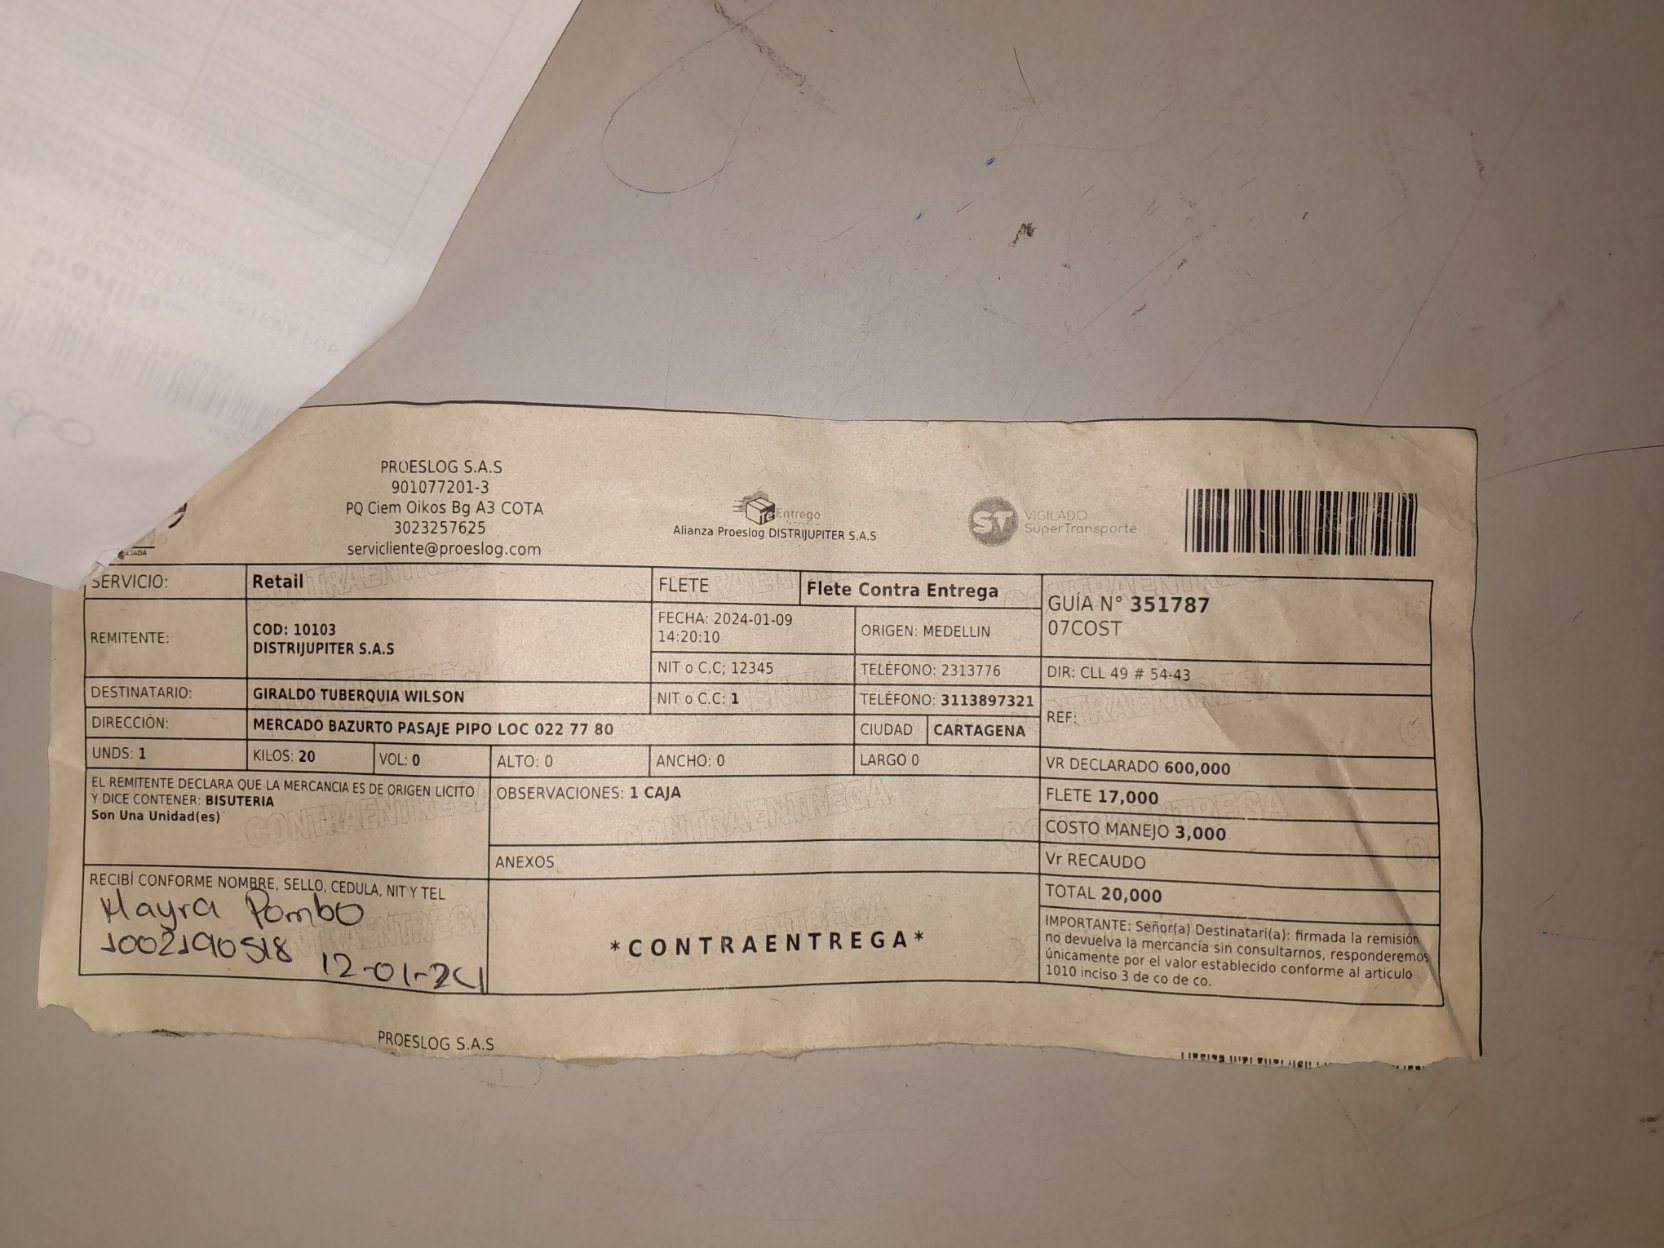 PROESLOG S.A.S
901077201-3
PQ Ciem Oikos Bg A3 COTA
3023257625
servicliente@proeslog.com
Te Entrego
Alianza Proeslog DISTRIJUPITER S.A.S
ST VIGILADO
SuperTransporte
SERVICIO: Retail
FLETE Flete Contra Entrega
GUÍA N° 351787
07COST
REMITENTE: COD: 10103
DISTRIJUPITER S.A.S
FECHA: 2024-01-09
14:20:10
ORIGEN: MEDELLIN
NIT o C.C; 12345
TELÉFONO: 2313776
DIR: CLL 49 # 54-43
DESTINATARIO: GIRALDO TUBERQUIA WILSON
NIT o C.C: 1
TELÉFONO: 3113897321
REF:
DIRECCIÓN: MERCADO BAZURTO PASAJE PIPO LOC 022 77 80
CIUDAD CARTAGENA
UNDS: 1 KILOS: 20 VOL: 0 ALTO: 0 ANCHO: 0 LARGO 0
VR DECLARADO 600,000
EL REMITENTE DECLARA QUE LA MERCANCIA ES DE ORIGEN LICITO
Y DICE CONTENER: BISUTERIA
Son Una Unidad(es)
OBSERVACIONES: 1 CAJA
FLETE 17,000
COSTO MANEJO 3,000
ANEXOS
Vr RECAUDO
TOTAL 20,000
RECIBÍ CONFORME NOMBRE, SELLO, CEDULA, NIT Y TEL
Mayra Pombo
1002190518
12-01-24
*CONTRAENTREGA*
IMPORTANTE: Señor(a) Destinatari(a): firmada la remisión
no devuelva la mercancía sin consultarnos, responderemos
únicamente por el valor establecido conforme al articulo
1010 inciso 3 de co de co.
PROESLOG S.A.S